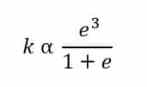 k α e³ / (1 + e)